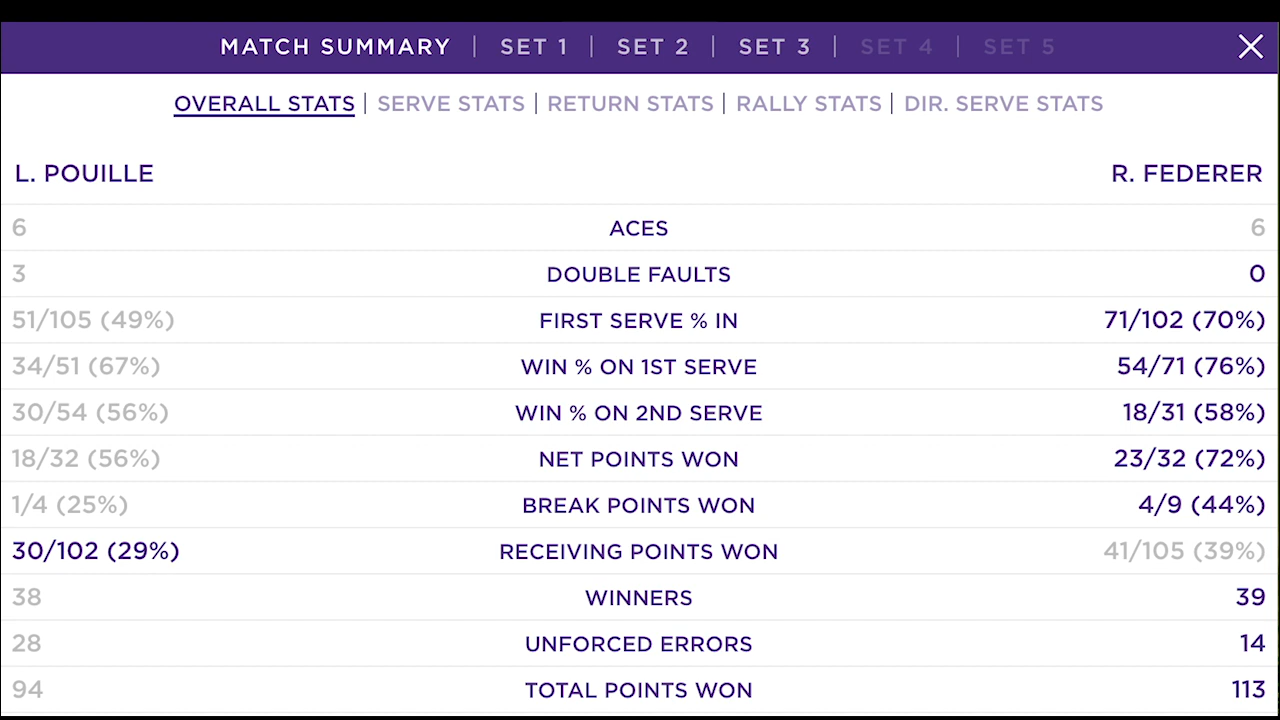 MATCH SUMMARY | SET 1 | SET 2 | SET 3 | SET 4 | SET 5
OVERALL STATS | SERVE STATS | RETURN STATS | RALLY STATS | DIR. SERVE STATS
L. POUILLE R. FEDERER
6 ACES 6
3 DOUBLE FAULTS 0
51/105 (49%) FIRST SERVE % IN 71/102 (70%)
34/51 (67%) WIN % ON 1ST SERVE 54/71 (76%)
30/54 (56%) WIN % ON 2ND SERVE 18/31 (58%)
18/32 (56%) NET POINTS WON 23/32 (72%)
1/4 (25%) BREAK POINTS WON 4/9 (44%)
30/102 (29%) RECEIVING POINTS WON 41/105 (39%)
38 WINNERS 39
28 UNFORCED ERRORS 14
94 TOTAL POINTS WON 113